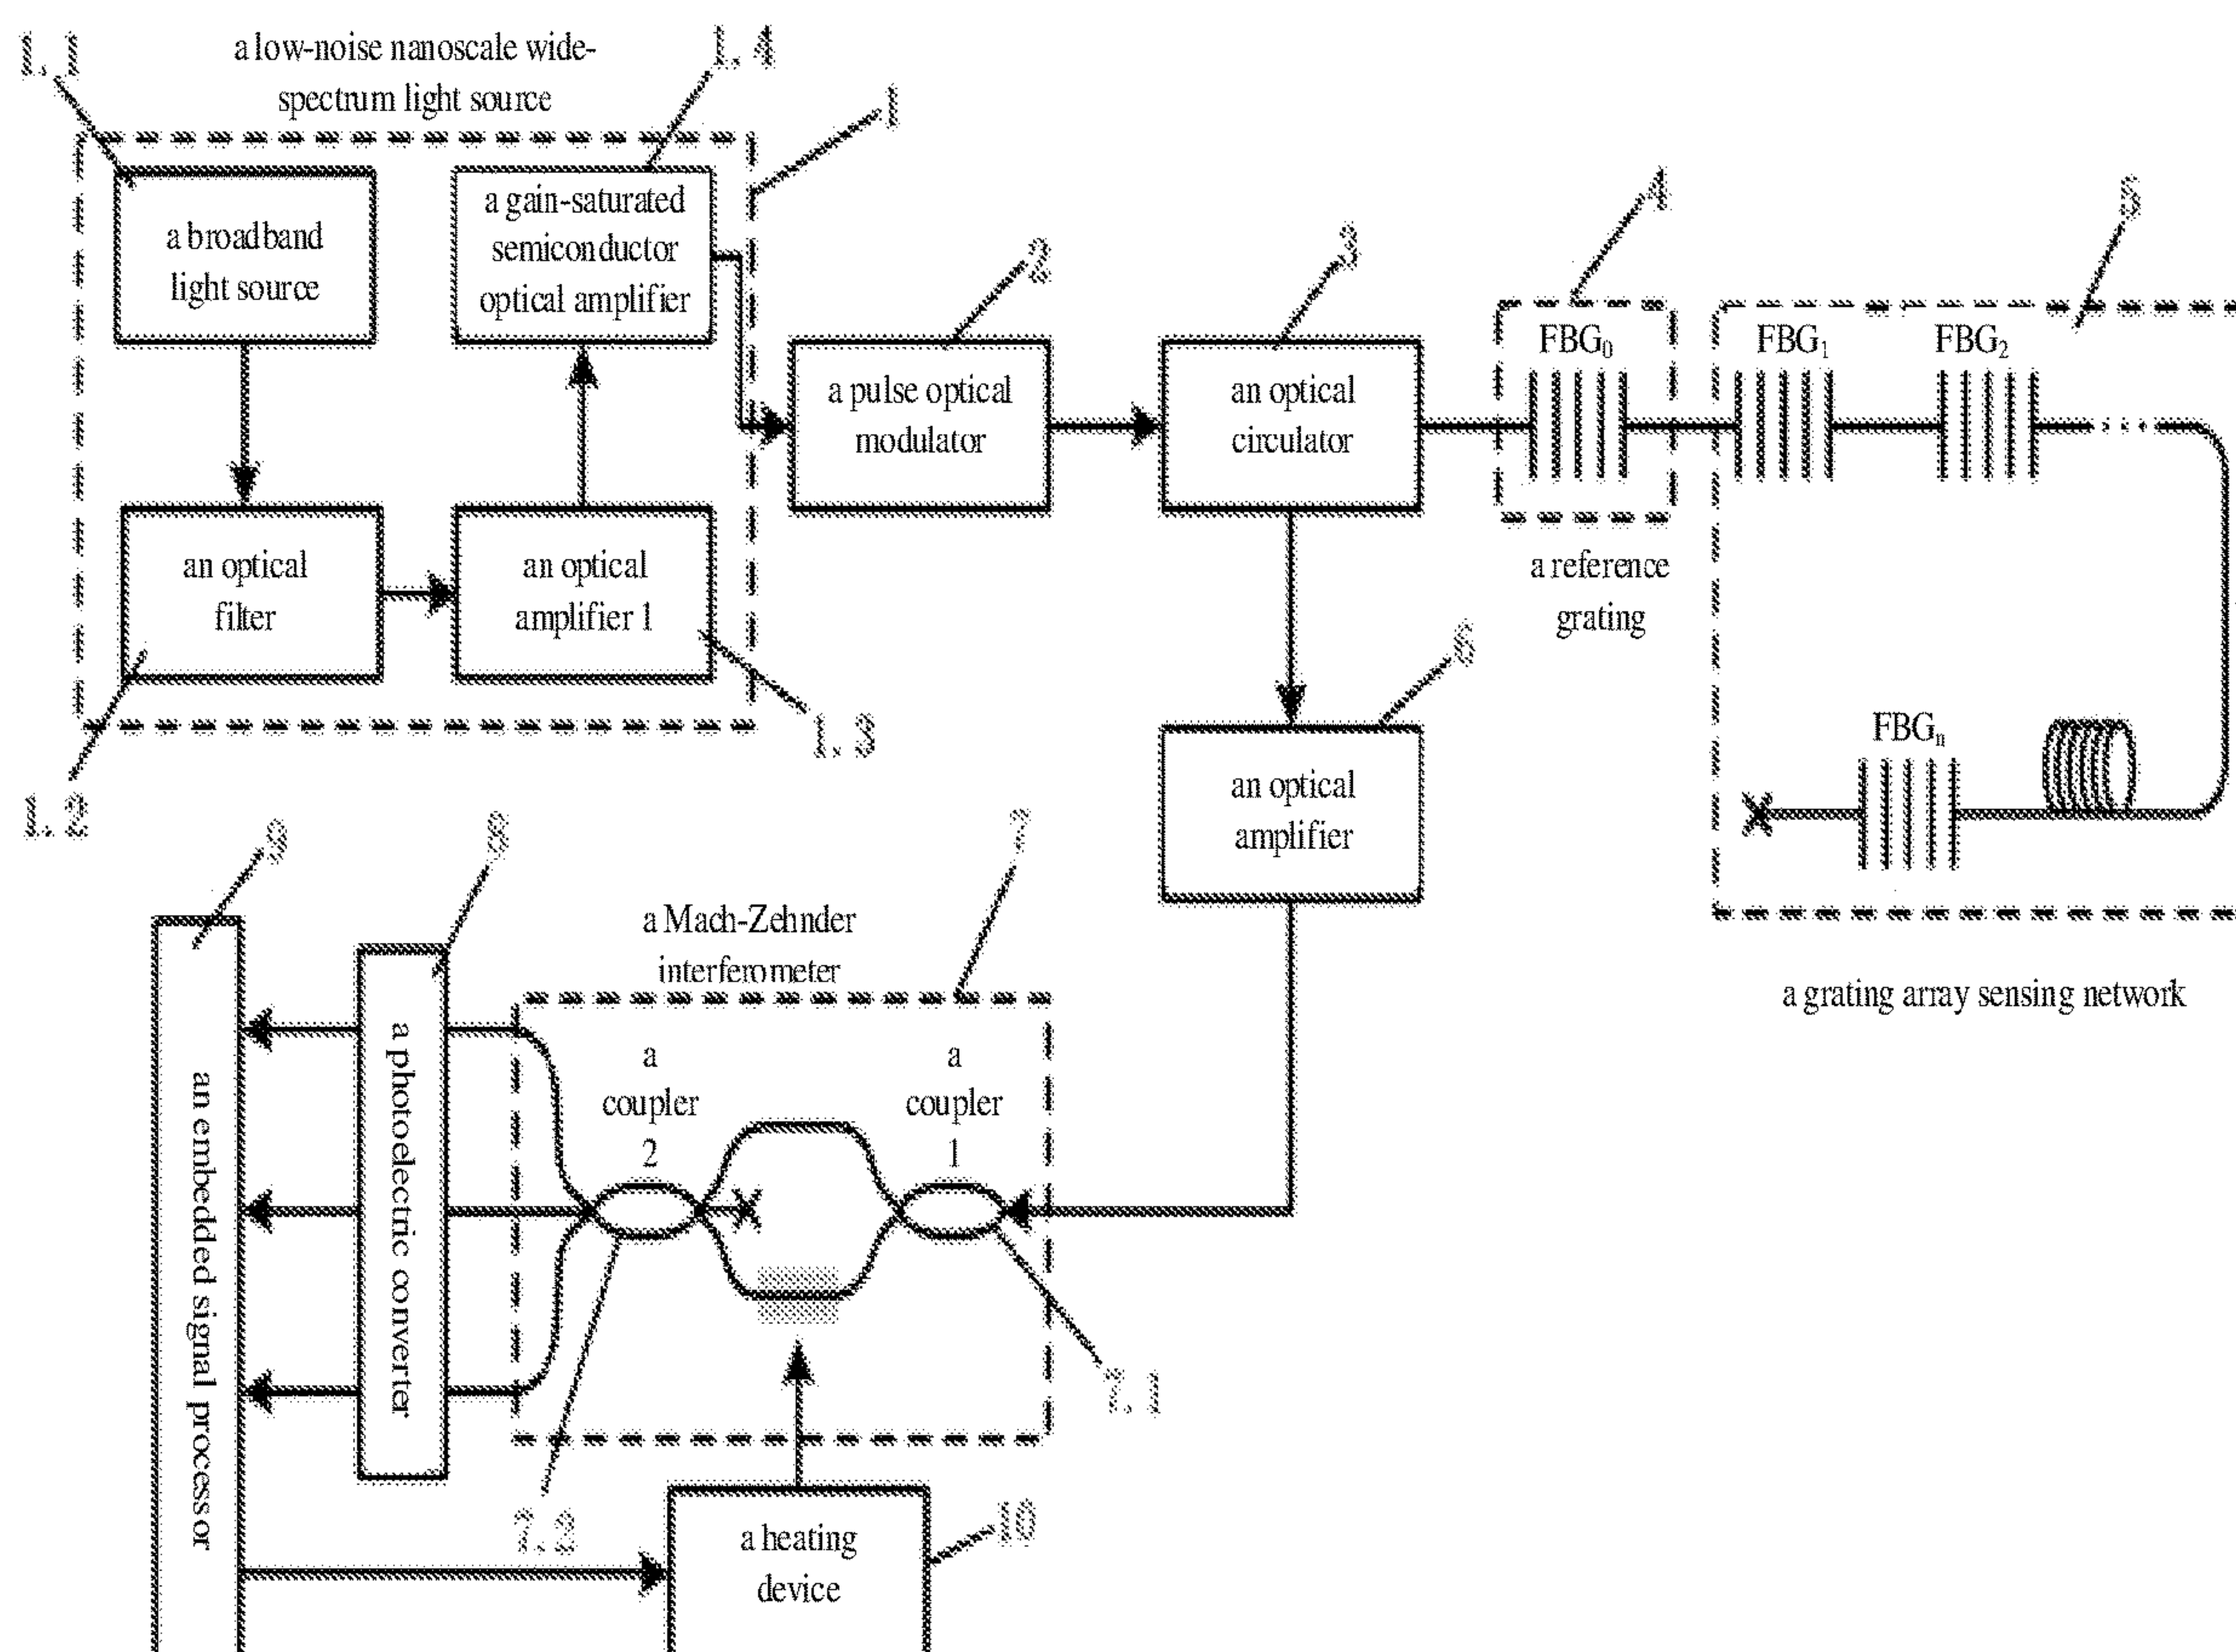 1. 1
a low-noise nanoscale wide-
spectrum light source
1. 4
1
a broadband
light source
a gain-saturated
semiconductor
optical amplifier
2
a pulse optical
modulator
3
an optical
circulator
4
FBG0
5
FBG1
FBG2
an optical
filter
an optical
amplifier 1
a reference
grating
1. 2
1. 3
6
an optical
amplifier
FBGn
a grating array sensing network
9
8
7
a Mach-Zehnder
interferometer
an embedded signal processor
a photoelectric converter
a
coupler
2
a
coupler
1
7. 1
7. 2
a heating
device
10